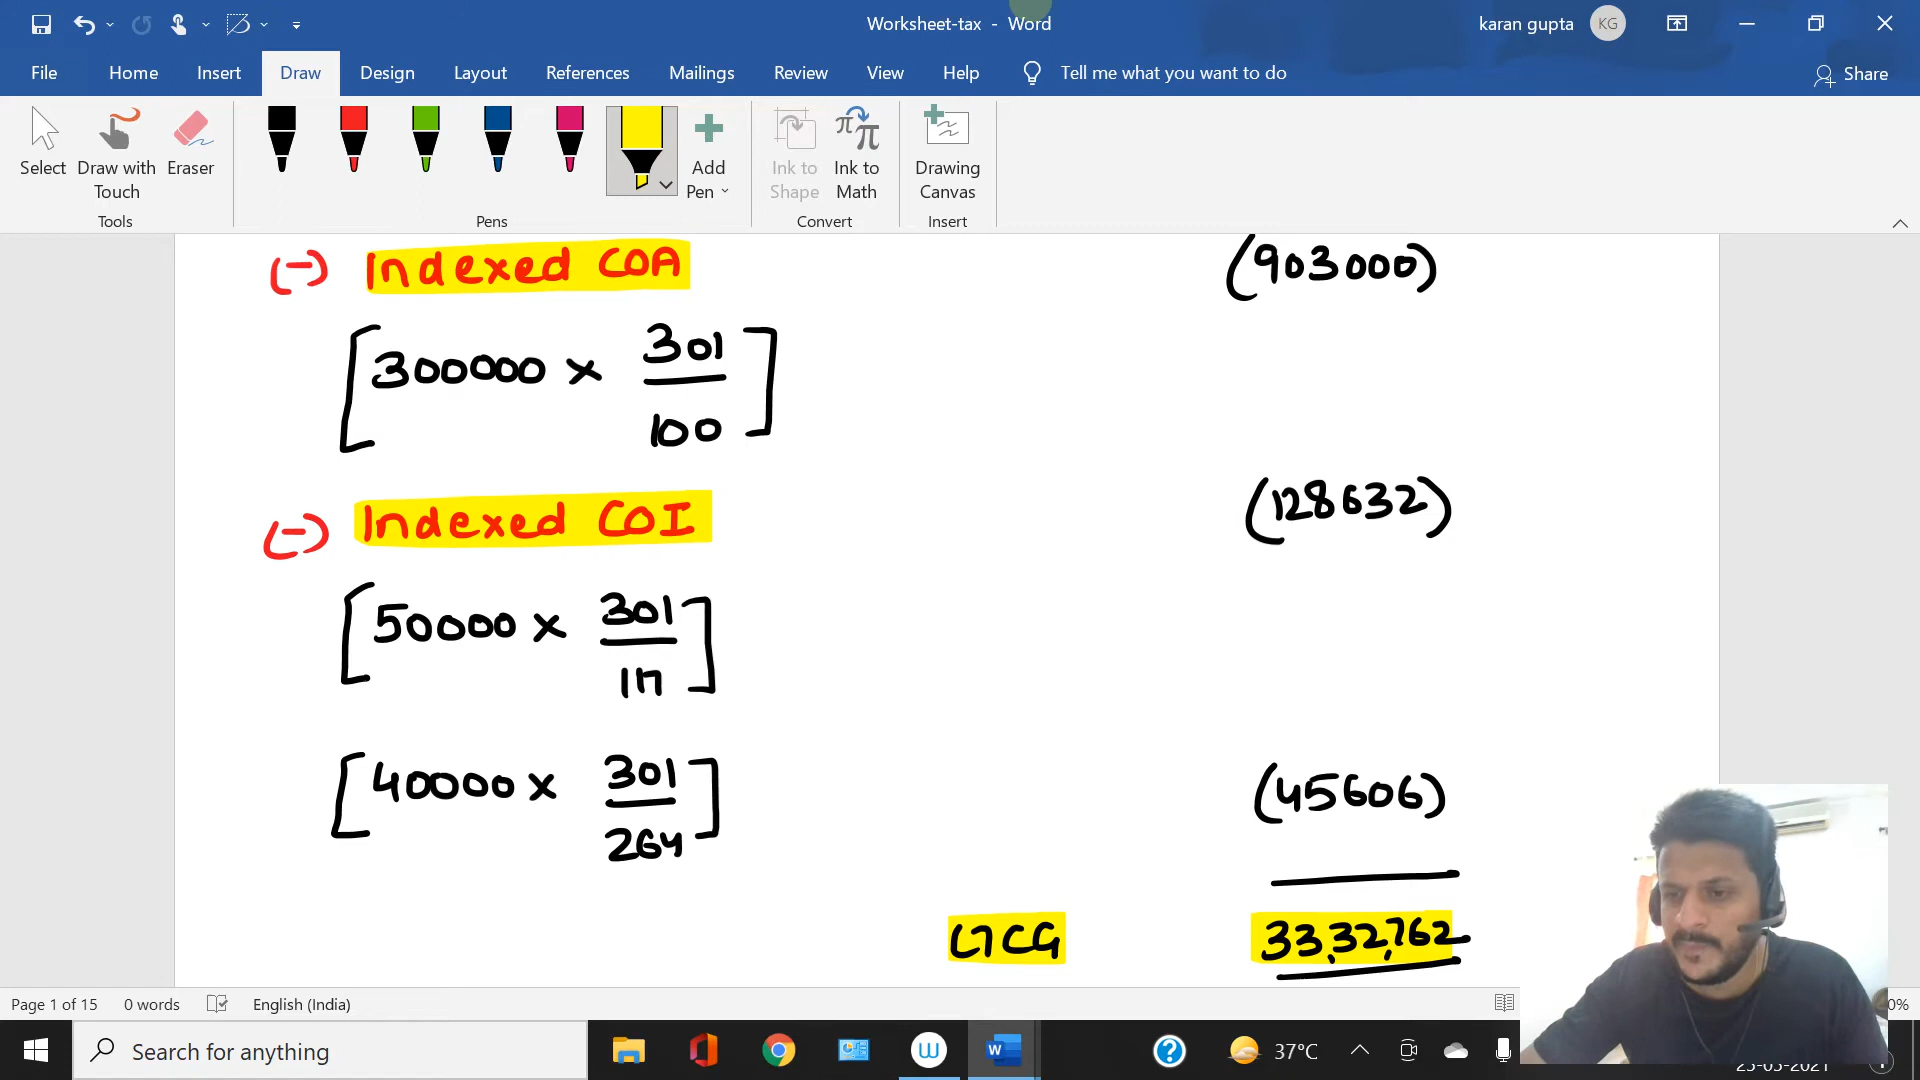 Worksheet-tax - Word
karan gupta KG
File Home Insert Draw Design Layout References Mailings Review View Help Tell me what you want to do Share
Select Draw with Touch Eraser Add Pen Ink to Shape Ink to Math Drawing Canvas
Tools Pens Convert Insert
(-) Indexed COA (903000)
[300000 × 301/100]
(-) Indexed COI (128632)
[50000 × 301/117]
[40000 × 301/264] (45606)
LTCG 33,32,762
Page 1 of 15 0 words English (India) 0%
Search for anything 37°C
25-05-2021